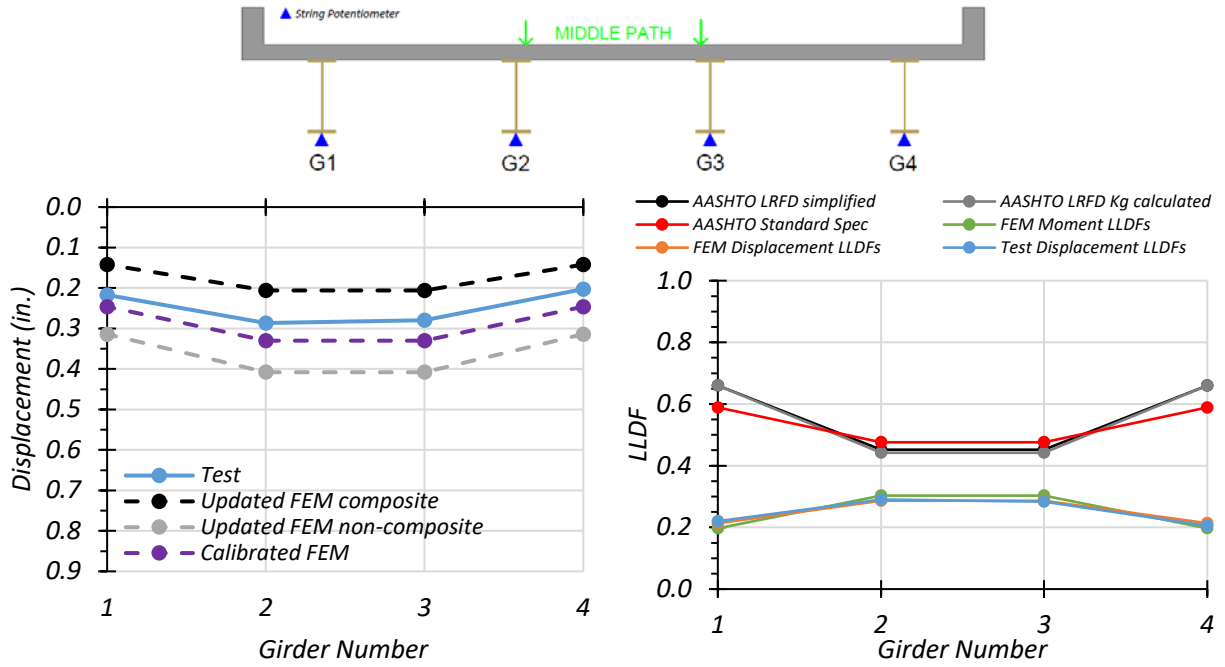 String Potentiometer
MIDDLE PATH
G1 G2 G3 G4
0.0
0.1
0.2
0.3
0.4
0.5
0.6
0.7
0.8
0.9
Displacement (in.)
Test
Updated FEM composite
Updated FEM non-composite
Calibrated FEM
1 2 3 4
Girder Number
AASHTO LRFD simplified AASHTO LRFD Kg calculated
AASHTO Standard Spec FEM Moment LLDFs
FEM Displacement LLDFs Test Displacement LLDFs
1.0
0.8
0.6
0.4
0.2
0.0
LLDF
1 2 3 4
Girder Number